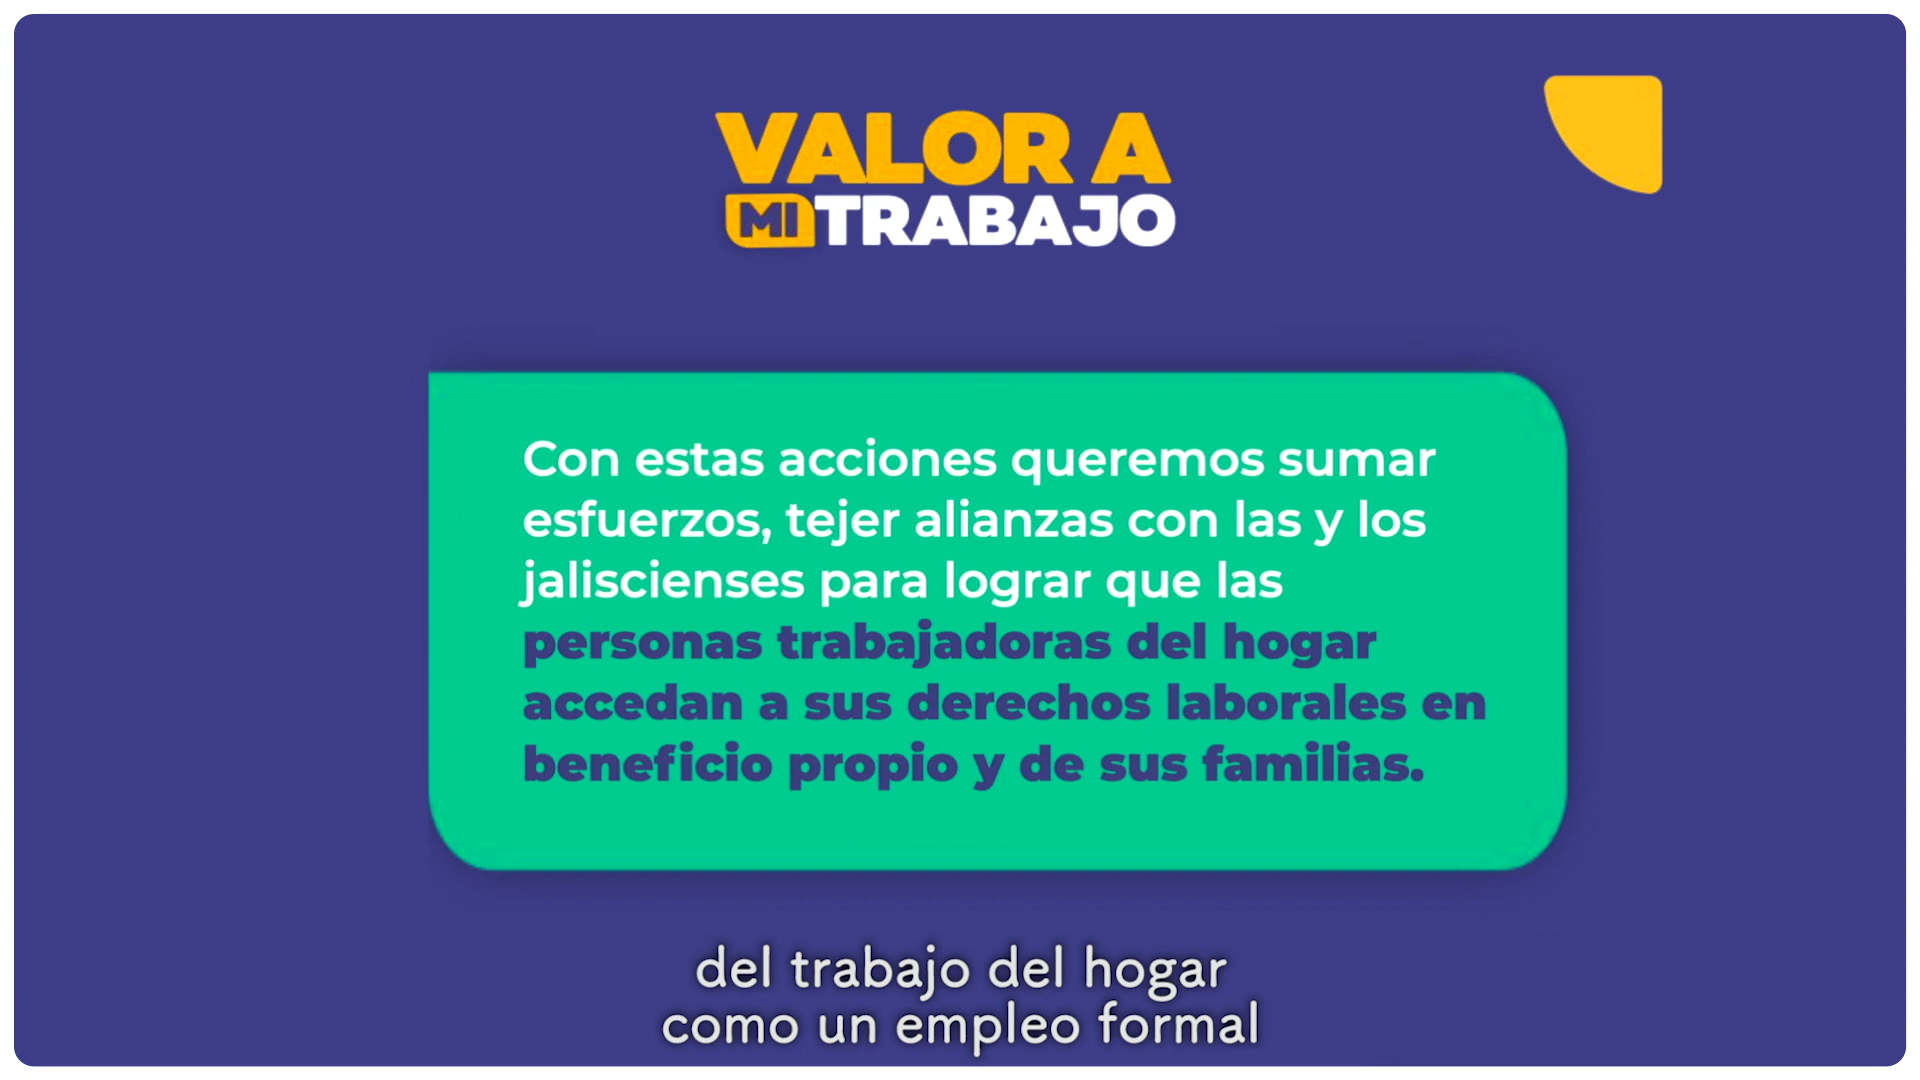 VALOR A
MI TRABAJO
Con estas acciones queremos sumar
esfuerzos, tejer alianzas con las y los
jaliscienses para lograr que las
personas trabajadoras del hogar
accedan a sus derechos laborales en
beneficio propio y de sus familias.
del trabajo del hogar
como un empleo formal